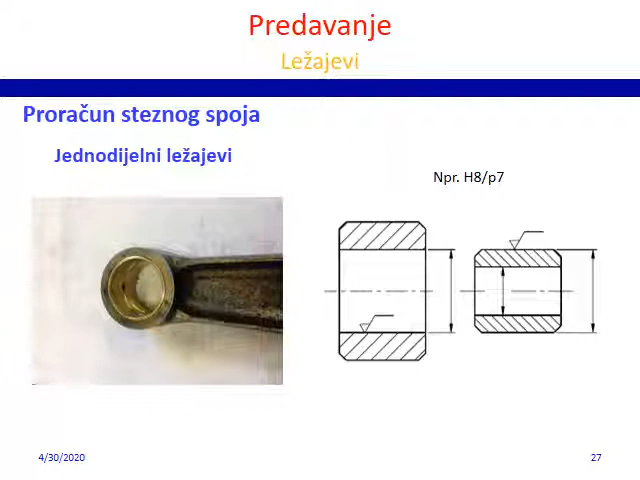 Predavanje
Ležajevi
Proračun steznog spoja
Jednodijelni ležajevi
Npr. H8/p7
4/30/2020
27